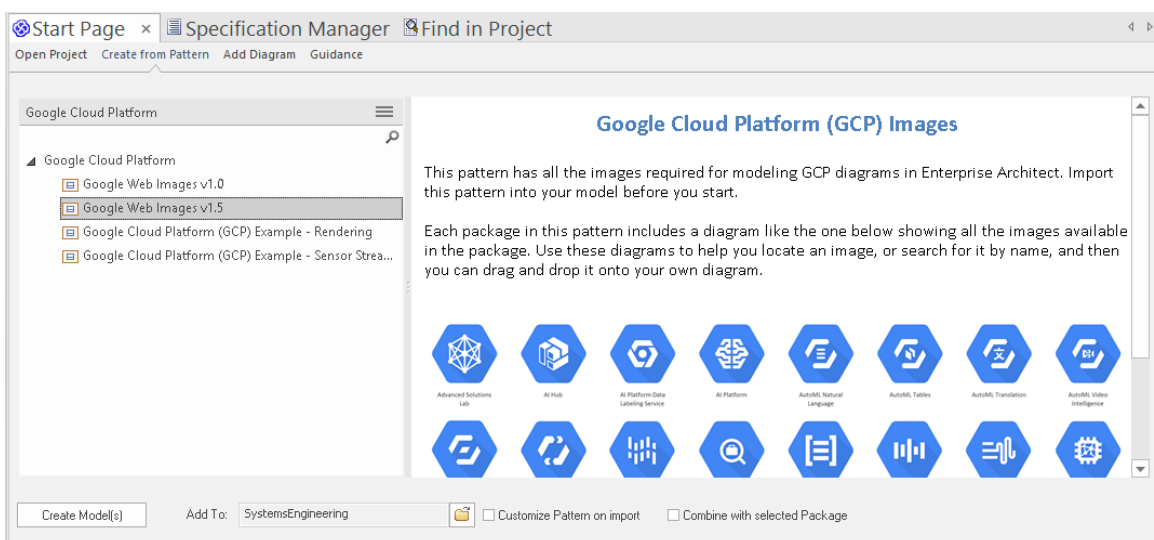 Start Page × Specification Manager Find in Project
Open Project Create from Pattern Add Diagram Guidance
Google Cloud Platform
Google Cloud Platform
Google Web Images v1.0
Google Web Images v1.5
Google Cloud Platform (GCP) Example - Rendering
Google Cloud Platform (GCP) Example - Sensor Strea...
Google Cloud Platform (GCP) Images
This pattern has all the images required for modeling GCP diagrams in Enterprise Architect. Import
this pattern into your model before you start.
Each package in this pattern includes a diagram like the one below showing all the images available
in the package. Use these diagrams to help you locate an image, or search for it by name, and then
you can drag and drop it onto your own diagram.
Advanced Solutions
Lab
AI Hub
AI Platform Data
Labeling Service
AI Platform
AutoML Natural
Language
AutoML Tables
AutoML Translation
AutoML Video
Intelligence
Create Model(s) Add To: SystemsEngineering Customize Pattern on import Combine with selected Package